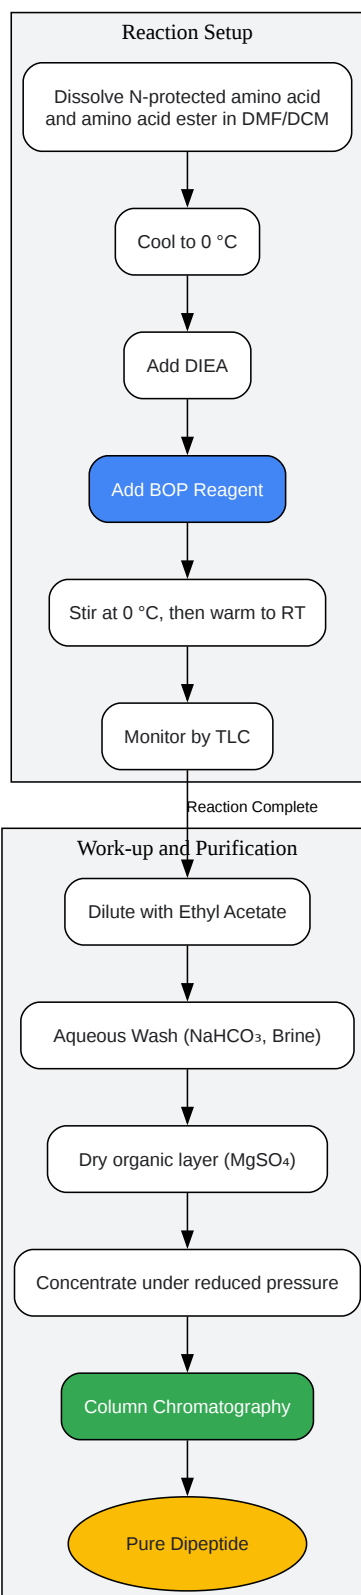 Reaction Setup
Dissolve N-protected amino acid
and amino acid ester in DMF/DCM
Cool to 0 °C
Add DIEA
Add BOP Reagent
Stir at 0 °C, then warm to RT
Monitor by TLC
Reaction Complete
Work-up and Purification
Dilute with Ethyl Acetate
Aqueous Wash (NaHCO₃, Brine)
Dry organic layer (MgSO₄)
Concentrate under reduced pressure
Column Chromatography
Pure Dipeptide